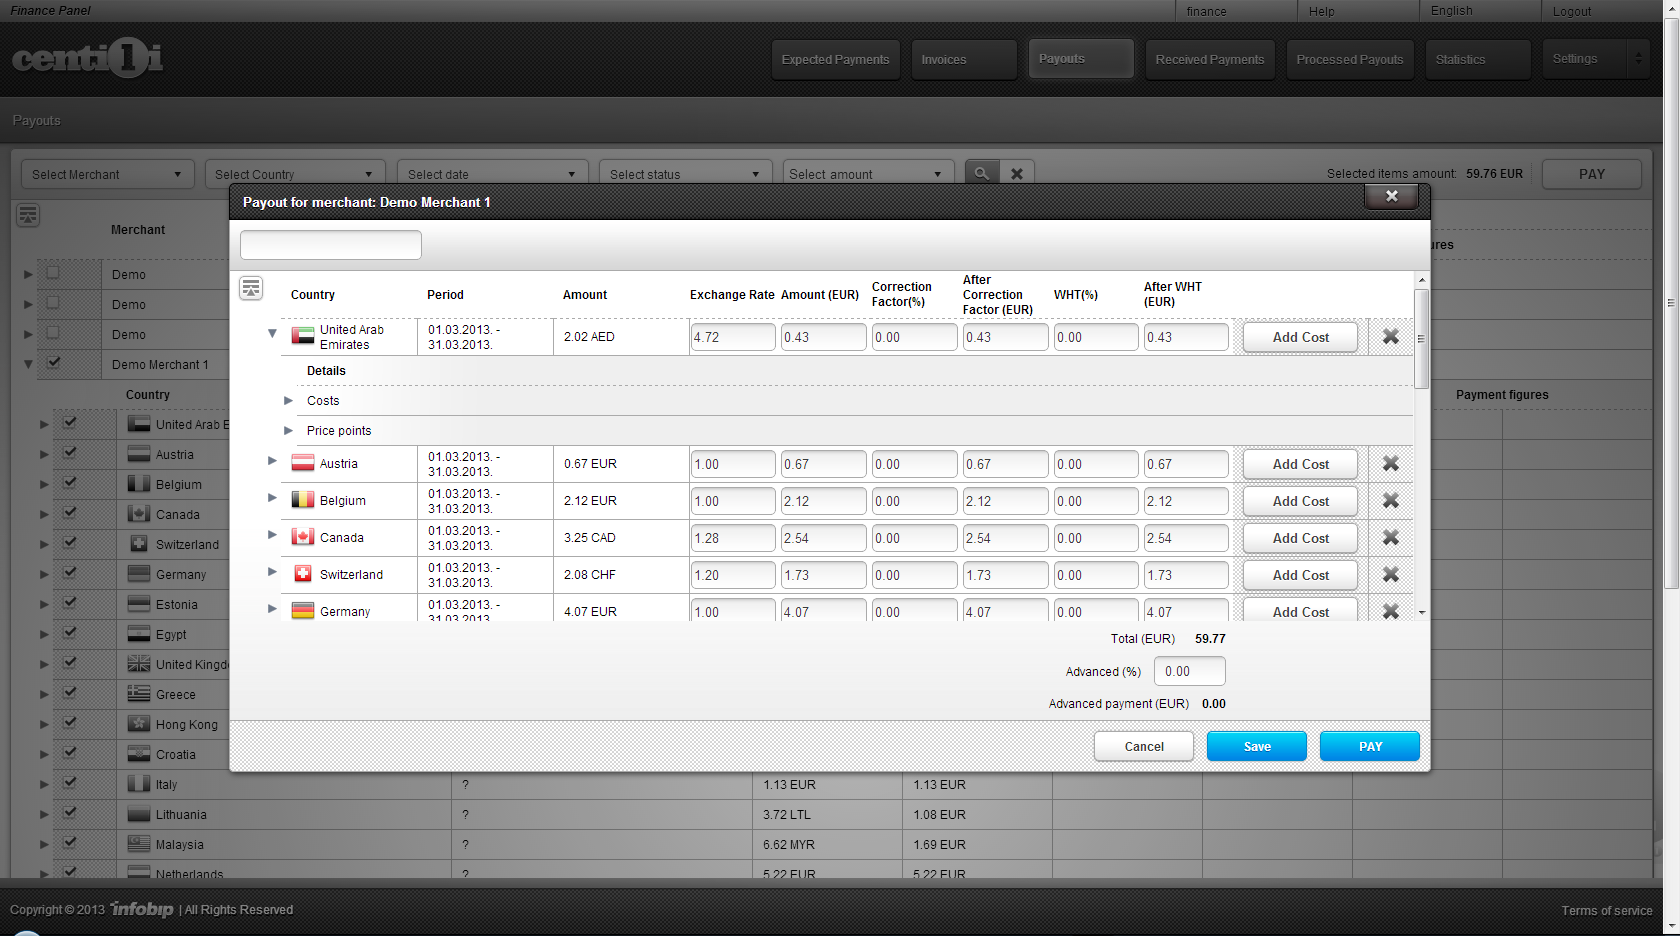 Finance Panel
finance
Help
English
Logout
centi1i
Expected Payments
Invoices
Payouts
Received Payments
Processed Payouts
Statistics
Settings
Payouts
Select Merchant
Select Country
Select date
Select status
Select amount
Selected items amount: 59.76 EUR
PAY
Payout for merchant: Demo Merchant 1
Merchant
Demo
Demo
Demo
Demo Merchant 1
Country
Payment figures
United Arab E
Austria
Belgium
Canada
Switzerland
Germany
Estonia
Egypt
United Kingd
Greece
Hong Kong
Croatia
Italy ? 1.13 EUR 1.13 EUR
Lithuania ? 3.72 LTL 1.08 EUR
Malaysia ? 6.62 MYR 1.69 EUR
Netherlands ? 5.22 EUR 5.22 EUR
Country Period Amount Exchange Rate Amount (EUR) Correction Factor(%) After Correction Factor (EUR) WHT(%) After WHT (EUR)
United Arab Emirates 01.03.2013. - 31.03.2013. 2.02 AED 4.72 0.43 0.00 0.43 0.00 0.43 Add Cost
Details
Costs
Price points
Austria 01.03.2013. - 31.03.2013. 0.67 EUR 1.00 0.67 0.00 0.67 0.00 0.67 Add Cost
Belgium 01.03.2013. - 31.03.2013. 2.12 EUR 1.00 2.12 0.00 2.12 0.00 2.12 Add Cost
Canada 01.03.2013. - 31.03.2013. 3.25 CAD 1.28 2.54 0.00 2.54 0.00 2.54 Add Cost
Switzerland 01.03.2013. - 31.03.2013. 2.08 CHF 1.20 1.73 0.00 1.73 0.00 1.73 Add Cost
Germany 01.03.2013. - 31.03.2013. 4.07 EUR 1.00 4.07 0.00 4.07 0.00 4.07 Add Cost
Total (EUR) 59.77
Advanced (%) 0.00
Advanced payment (EUR) 0.00
Cancel
Save
PAY
Copyright © 2013 infobip | All Rights Reserved
Terms of service